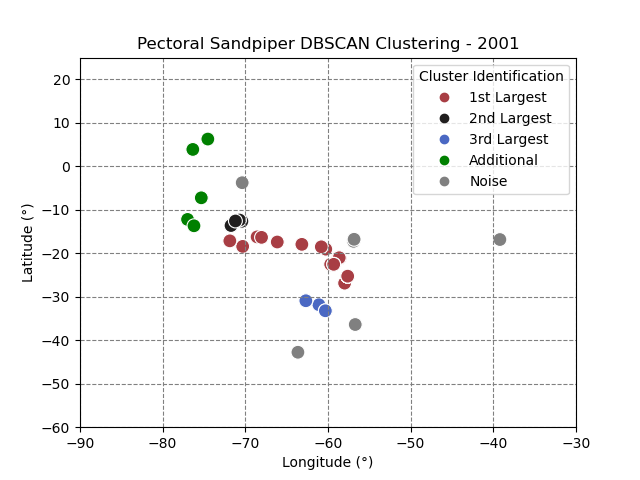 Pectoral Sandpiper DBSCAN Clustering - 2001
Cluster Identification
1st Largest
2nd Largest
3rd Largest
Additional
Noise
Latitude (°)
20
10
0
−10
−20
−30
−40
−50
−60
−90 −80 −70 −60 −50 −40 −30
Longitude (°)